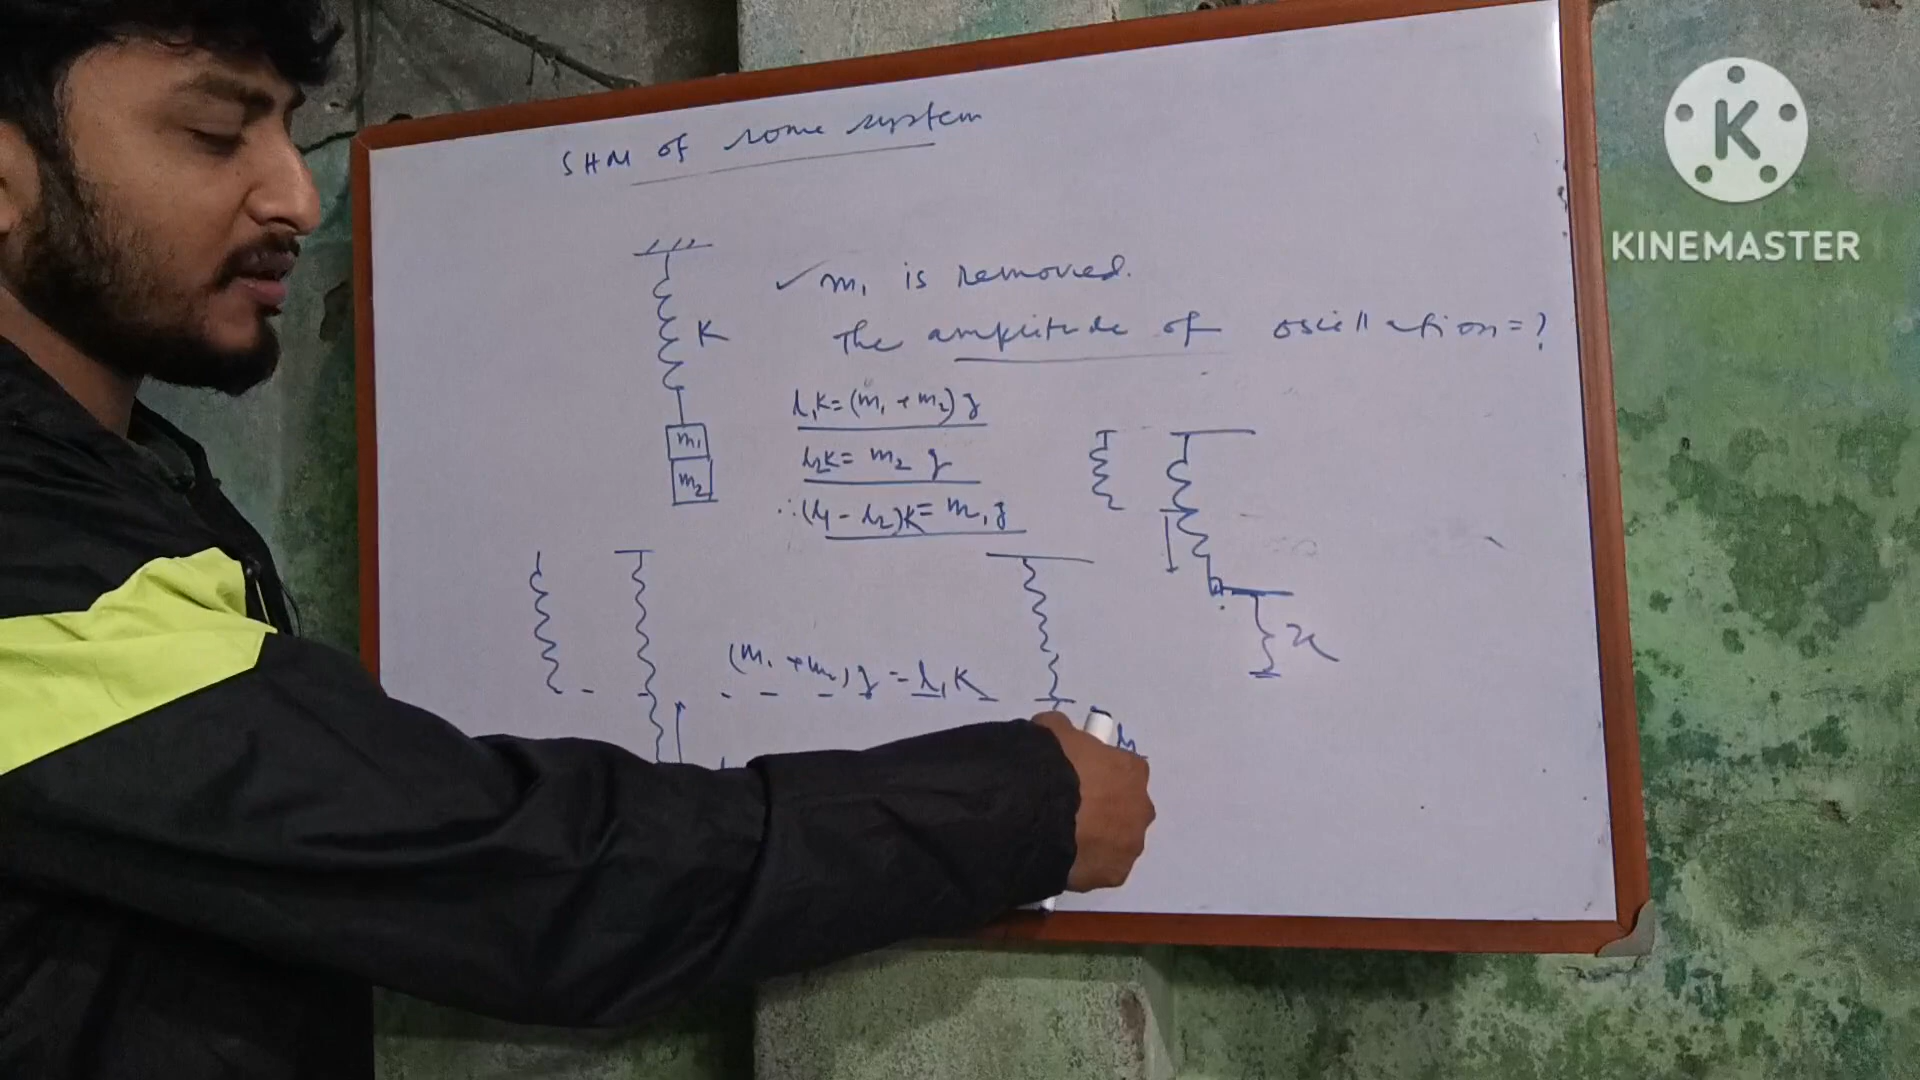 SHM of some system
K
m₁
m₂
✓ m₁ is removed.
The amplitude of oscillation = ?
l₁K = (m₁ + m₂) g
l₂K = m₂ g
∴ (l₁ - l₂)K = m₁ g
x
(m₁ + m₂) g = l₁ K
K
KINEMASTER